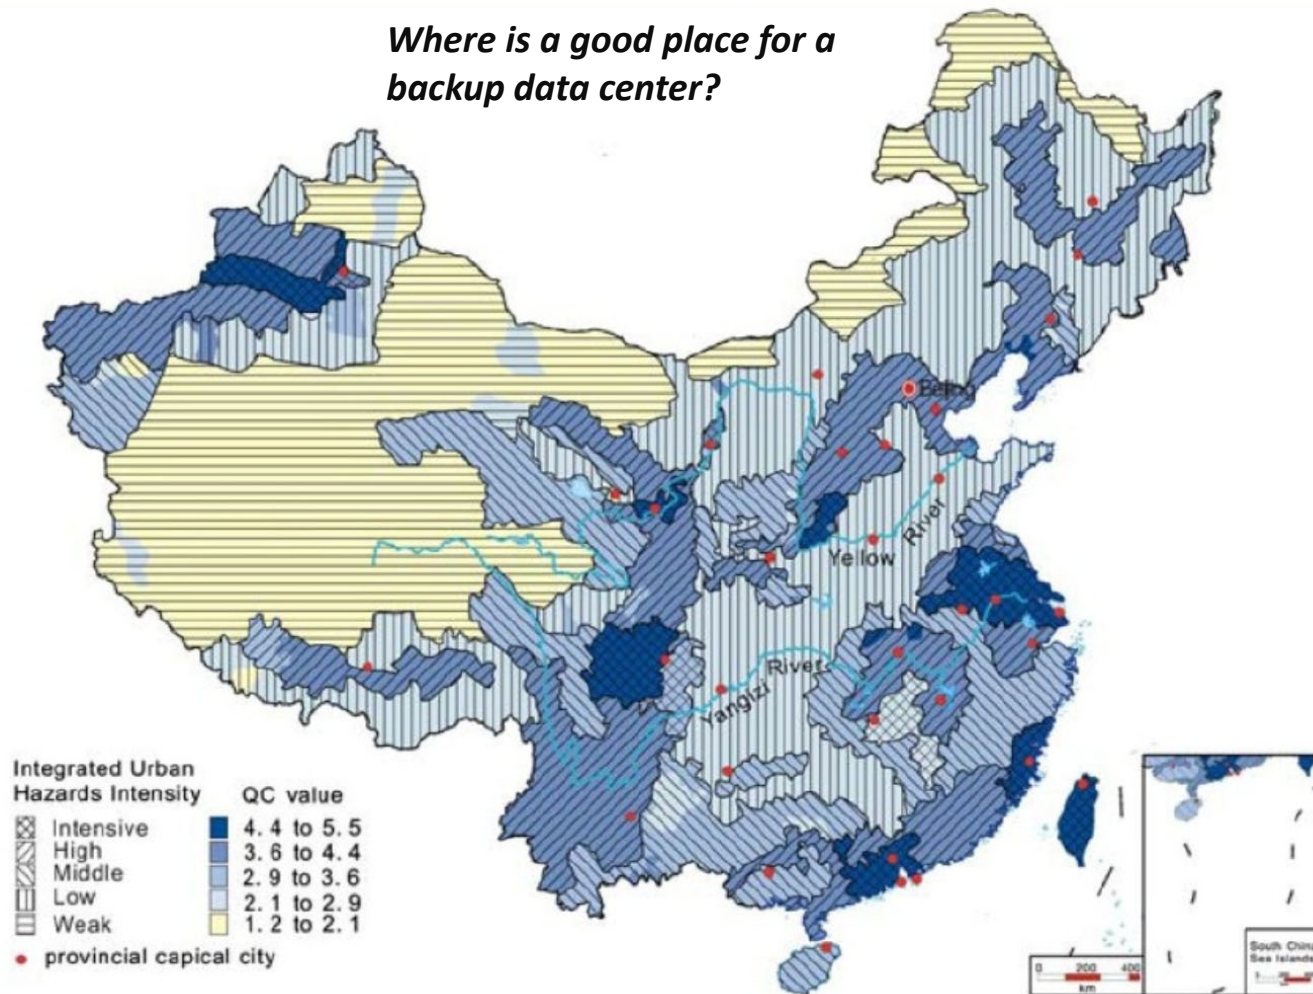 Where is a good place for a
backup data center?
Beijing
Yellow
River
River
Yangizi
Integrated Urban
Hazards Intensity
QC value
Intensive
4.4 to 5.5
High
3.6 to 4.4
Middle
2.9 to 3.6
Low
2.1 to 2.9
Weak
1.2 to 2.1
provincial capical city
0 200 400
km
South China
Sea Islands
km